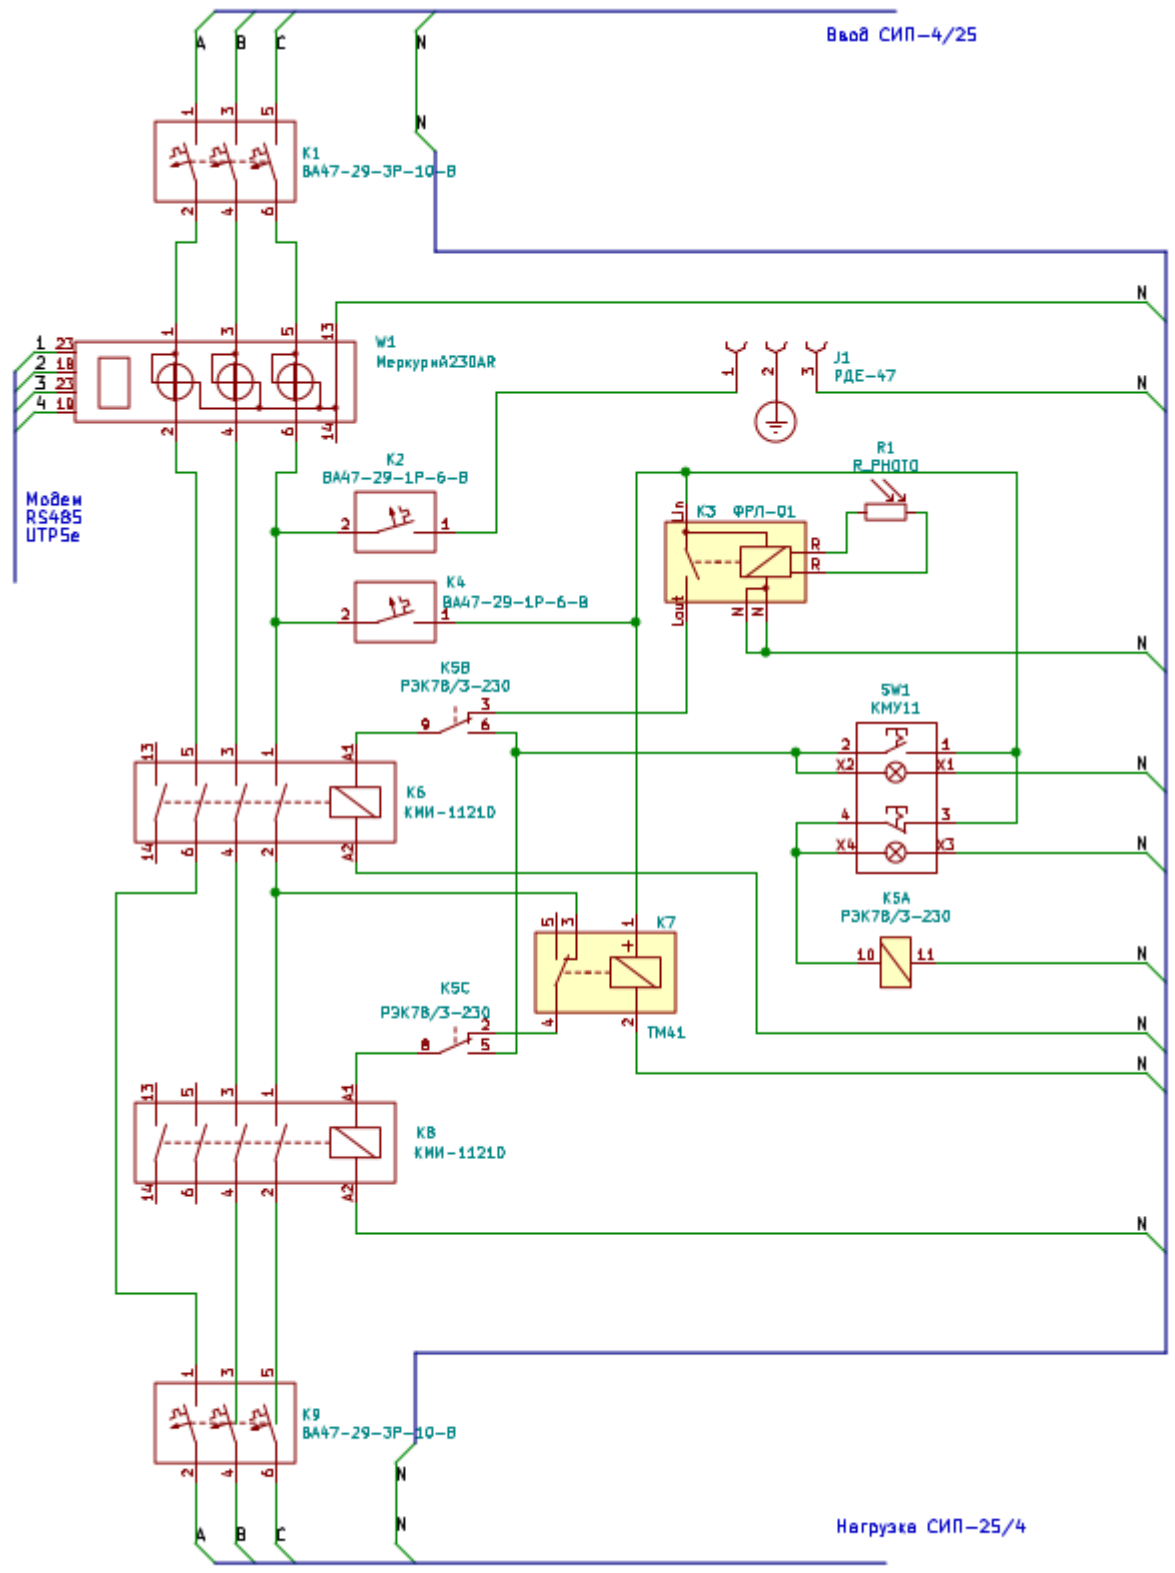 Ввод СИП-4/25
A B C N
N
1 3 5
K1
ВА47-29-3Р-10-В
2 4 6
N
1 3 5 13
W1
Меркурий230AR
1 23
2 18
3 23
4 19
2 4 6 14
J1
РДЕ-47
1 2 3
N
Модем
RS485
UTP5e
K2
ВА47-29-1Р-6-В
2 1
R1
R_PHOTO
Lin
K3 ФРЛ-01
R
R
Lout
N N
K4
ВА47-29-1Р-6-В
2 1
N
K5B
РЭК78/3-230
9 3
6
SW1
КМУ11
2 1
X2 X1
N
4 3
X4 X3
N
13 5 3 1 A1
K6
КМИ-1121D
14 6 4 2 A2
K5A
РЭК78/3-230
10 11
N
5 3 1
K7
+
4 2
ТМ41
K5C
РЭК78/3-230
8 2
5
N
N
13 5 3 1 A1
K8
КМИ-1121D
14 6 4 2 A2
N
1 3 5
K9
ВА47-29-3Р-10-В
2 4 6
N
A B C N
Нагрузка СИП-25/4